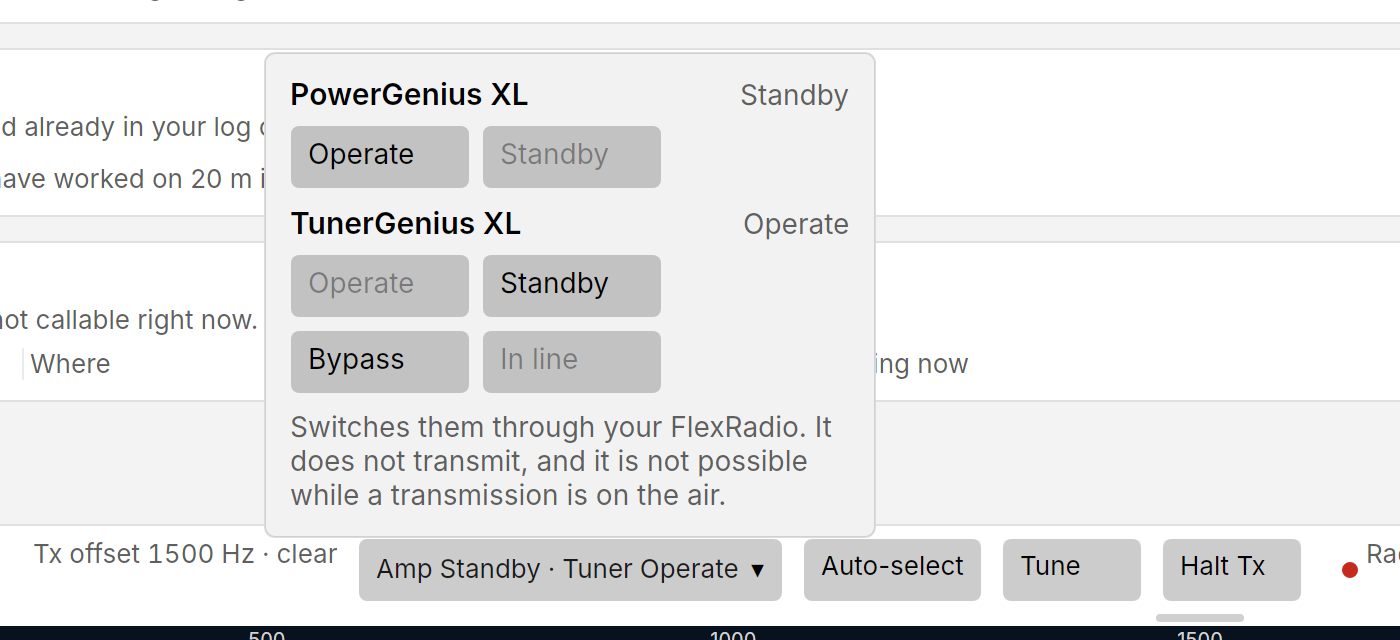 PowerGenius XL Standby
d already in your log
Operate Standby
ave worked on 20 m
TunerGenius XL Operate
Operate Standby
not callable right now.
Bypass In line
Where ing now
Switches them through your FlexRadio. It
does not transmit, and it is not possible
while a transmission is on the air.
Tx offset 1500 Hz · clear Amp Standby · Tuner Operate ▼ Auto-select Tune Halt Tx
500 1000 1500